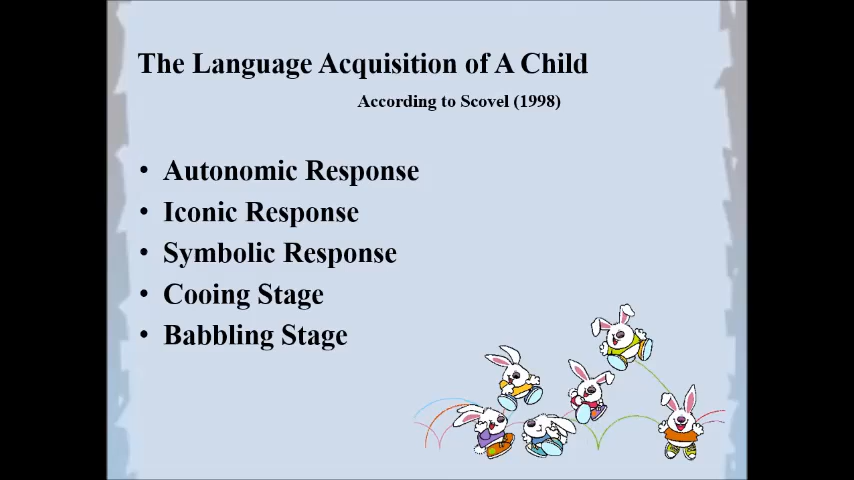 The Language Acquisition of A Child
According to Scovel (1998)
• Autonomic Response
• Iconic Response
• Symbolic Response
• Cooing Stage
• Babbling Stage